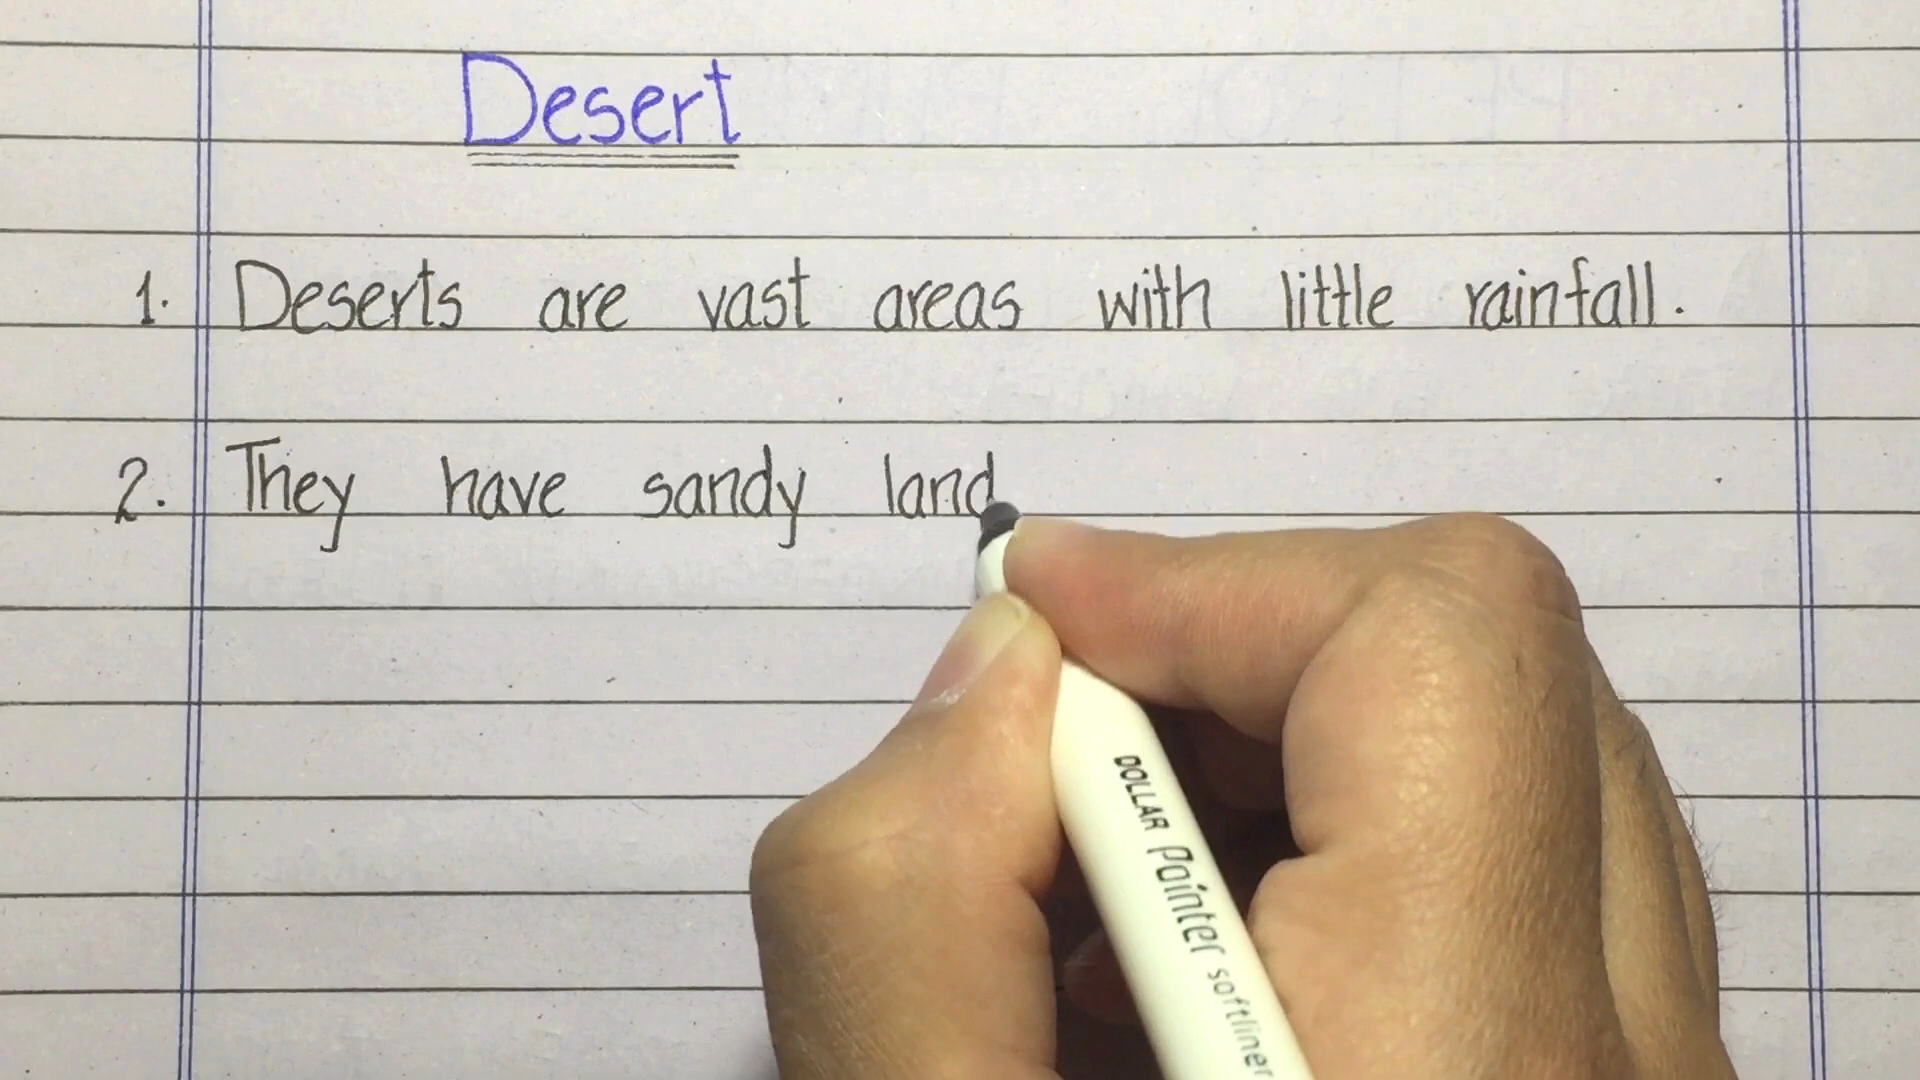 Desert
1. Deserts are vast areas with little rainfall.
2. They have sandy land
DOLLAR Pointer softliner